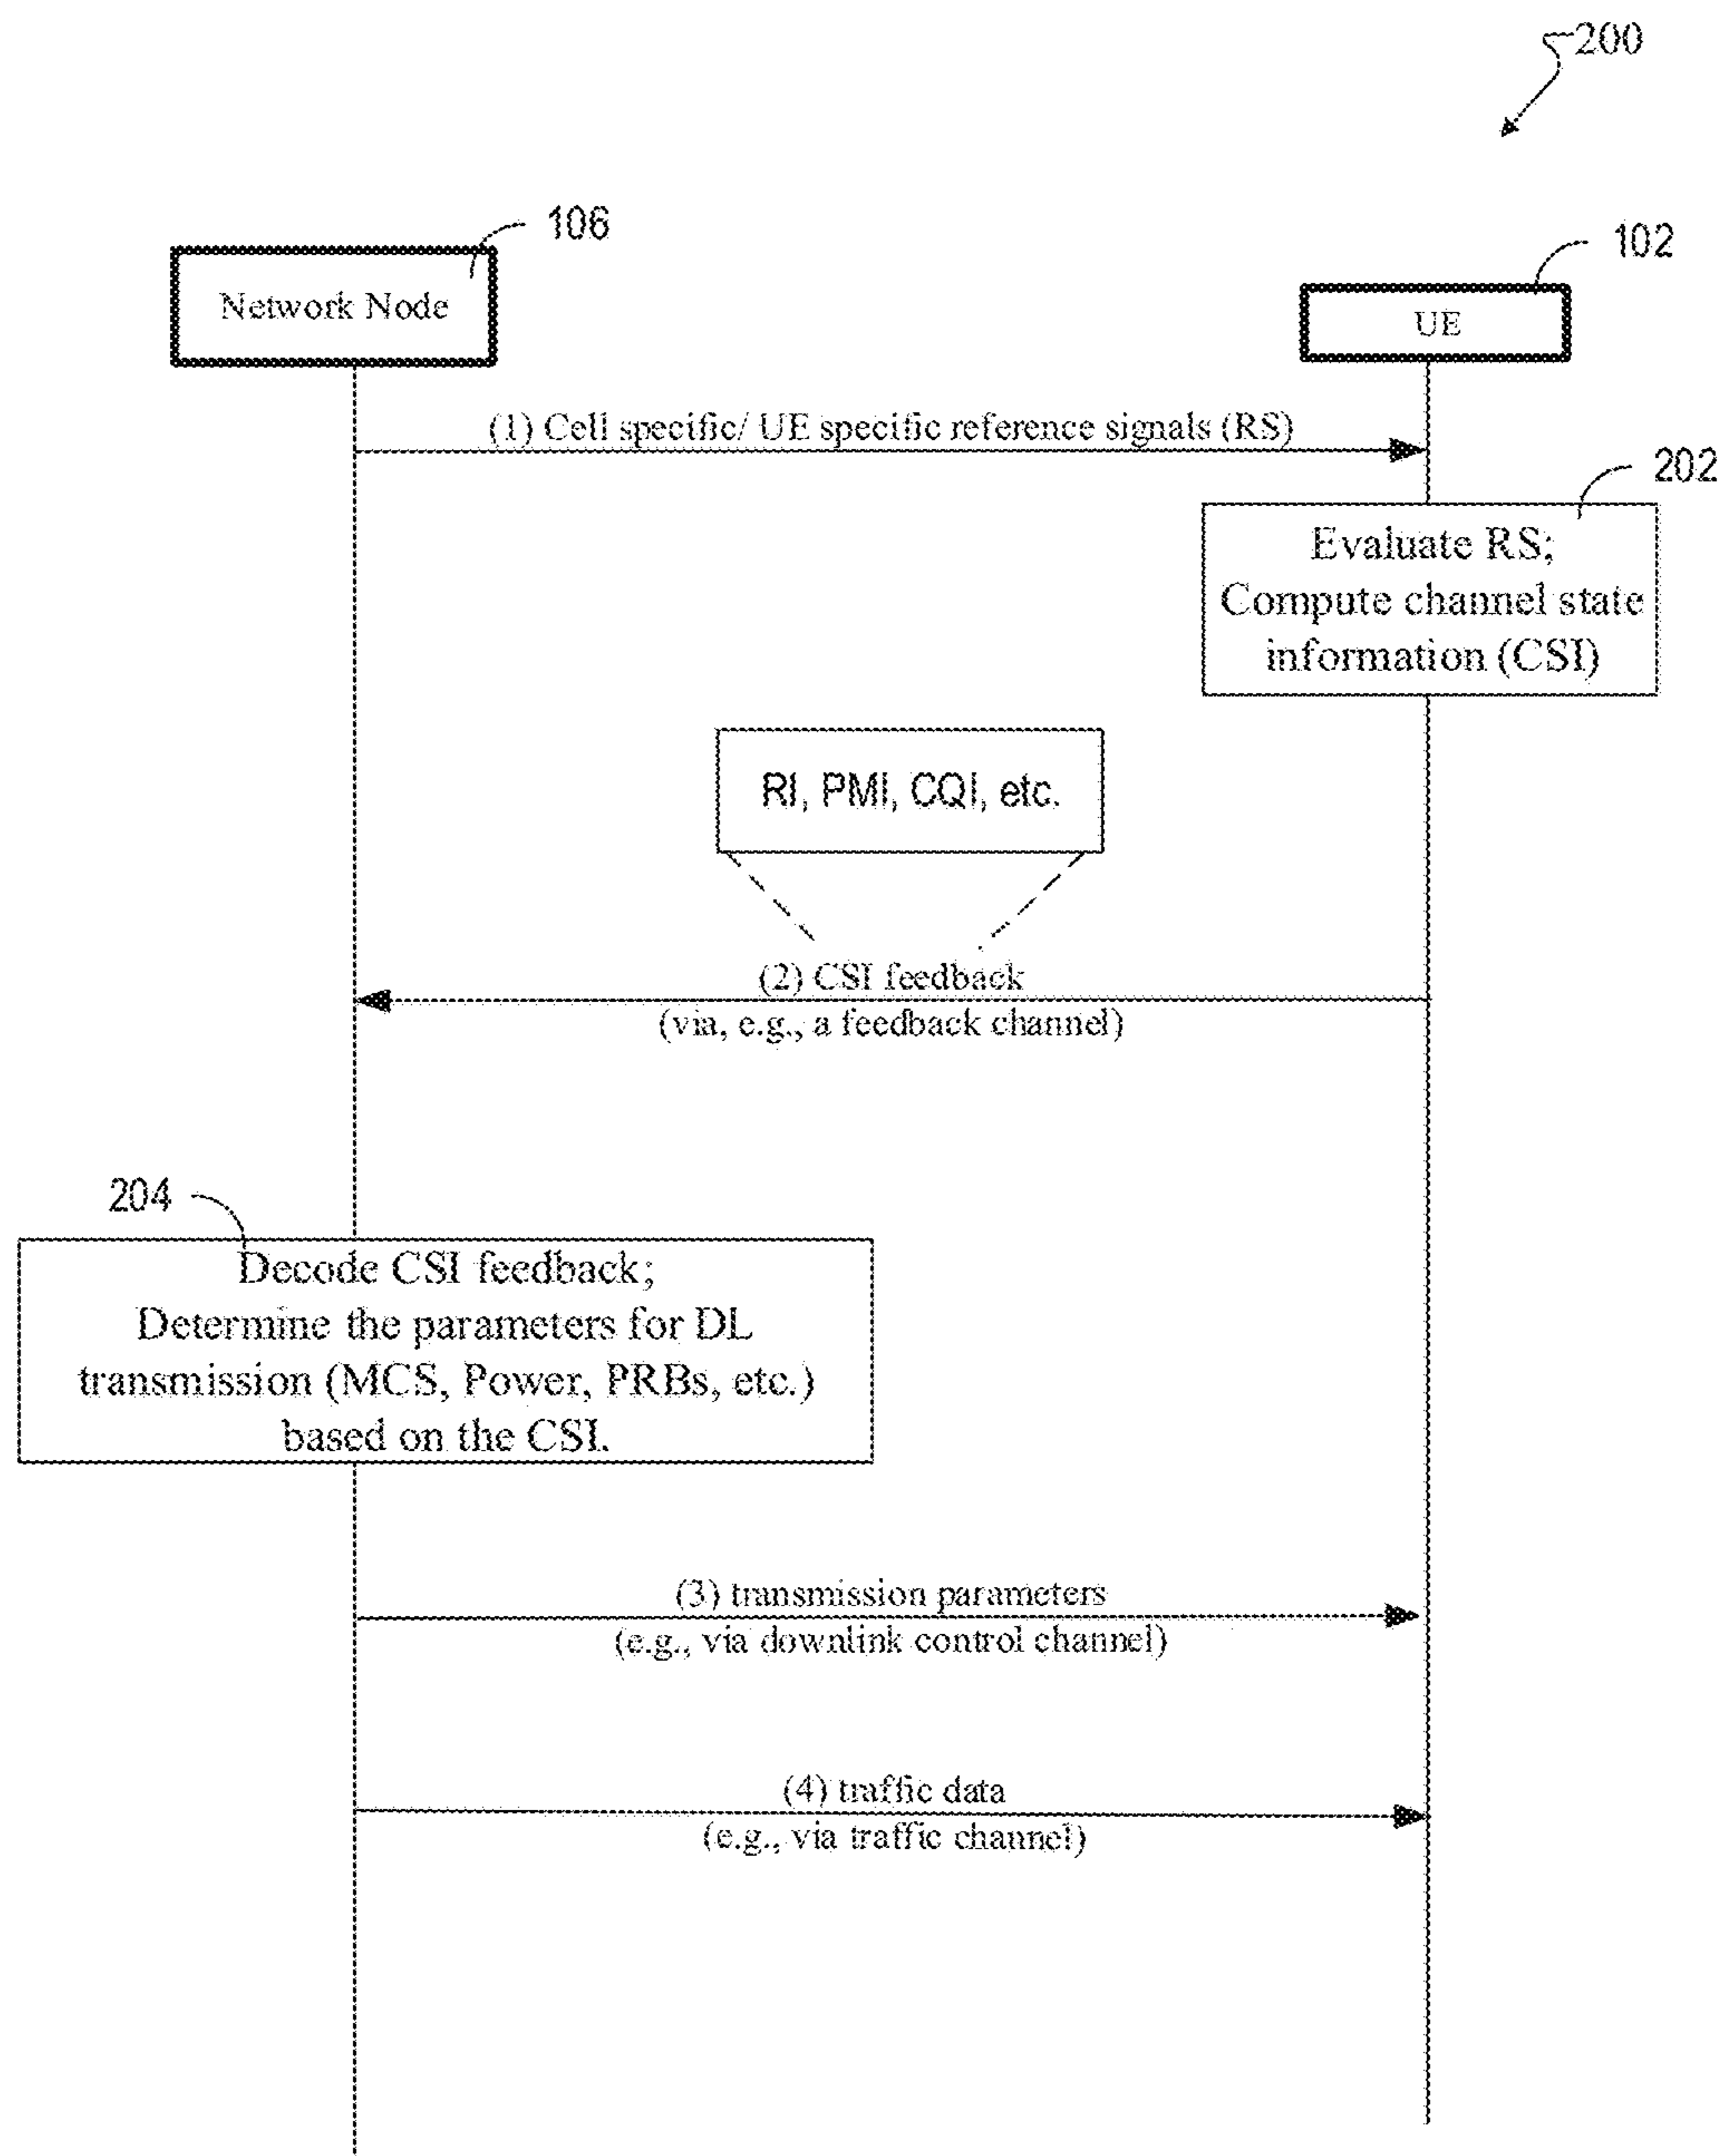 200
106
Network Node
102
UE
(1) Cell specific/ UE specific reference signals (RS)
202
Evaluate RS;
Compute channel state
information (CSI)
RI, PMI, CQI, etc.
(2) CSI feedback
(via, e.g., a feedback channel)
204
Decode CSI feedback;
Determine the parameters for DL
transmission (MCS, Power, PRBs, etc.)
based on the CSI.
(3) transmission parameters
(e.g., via downlink control channel)
(4) traffic data
(e.g., via traffic channel)